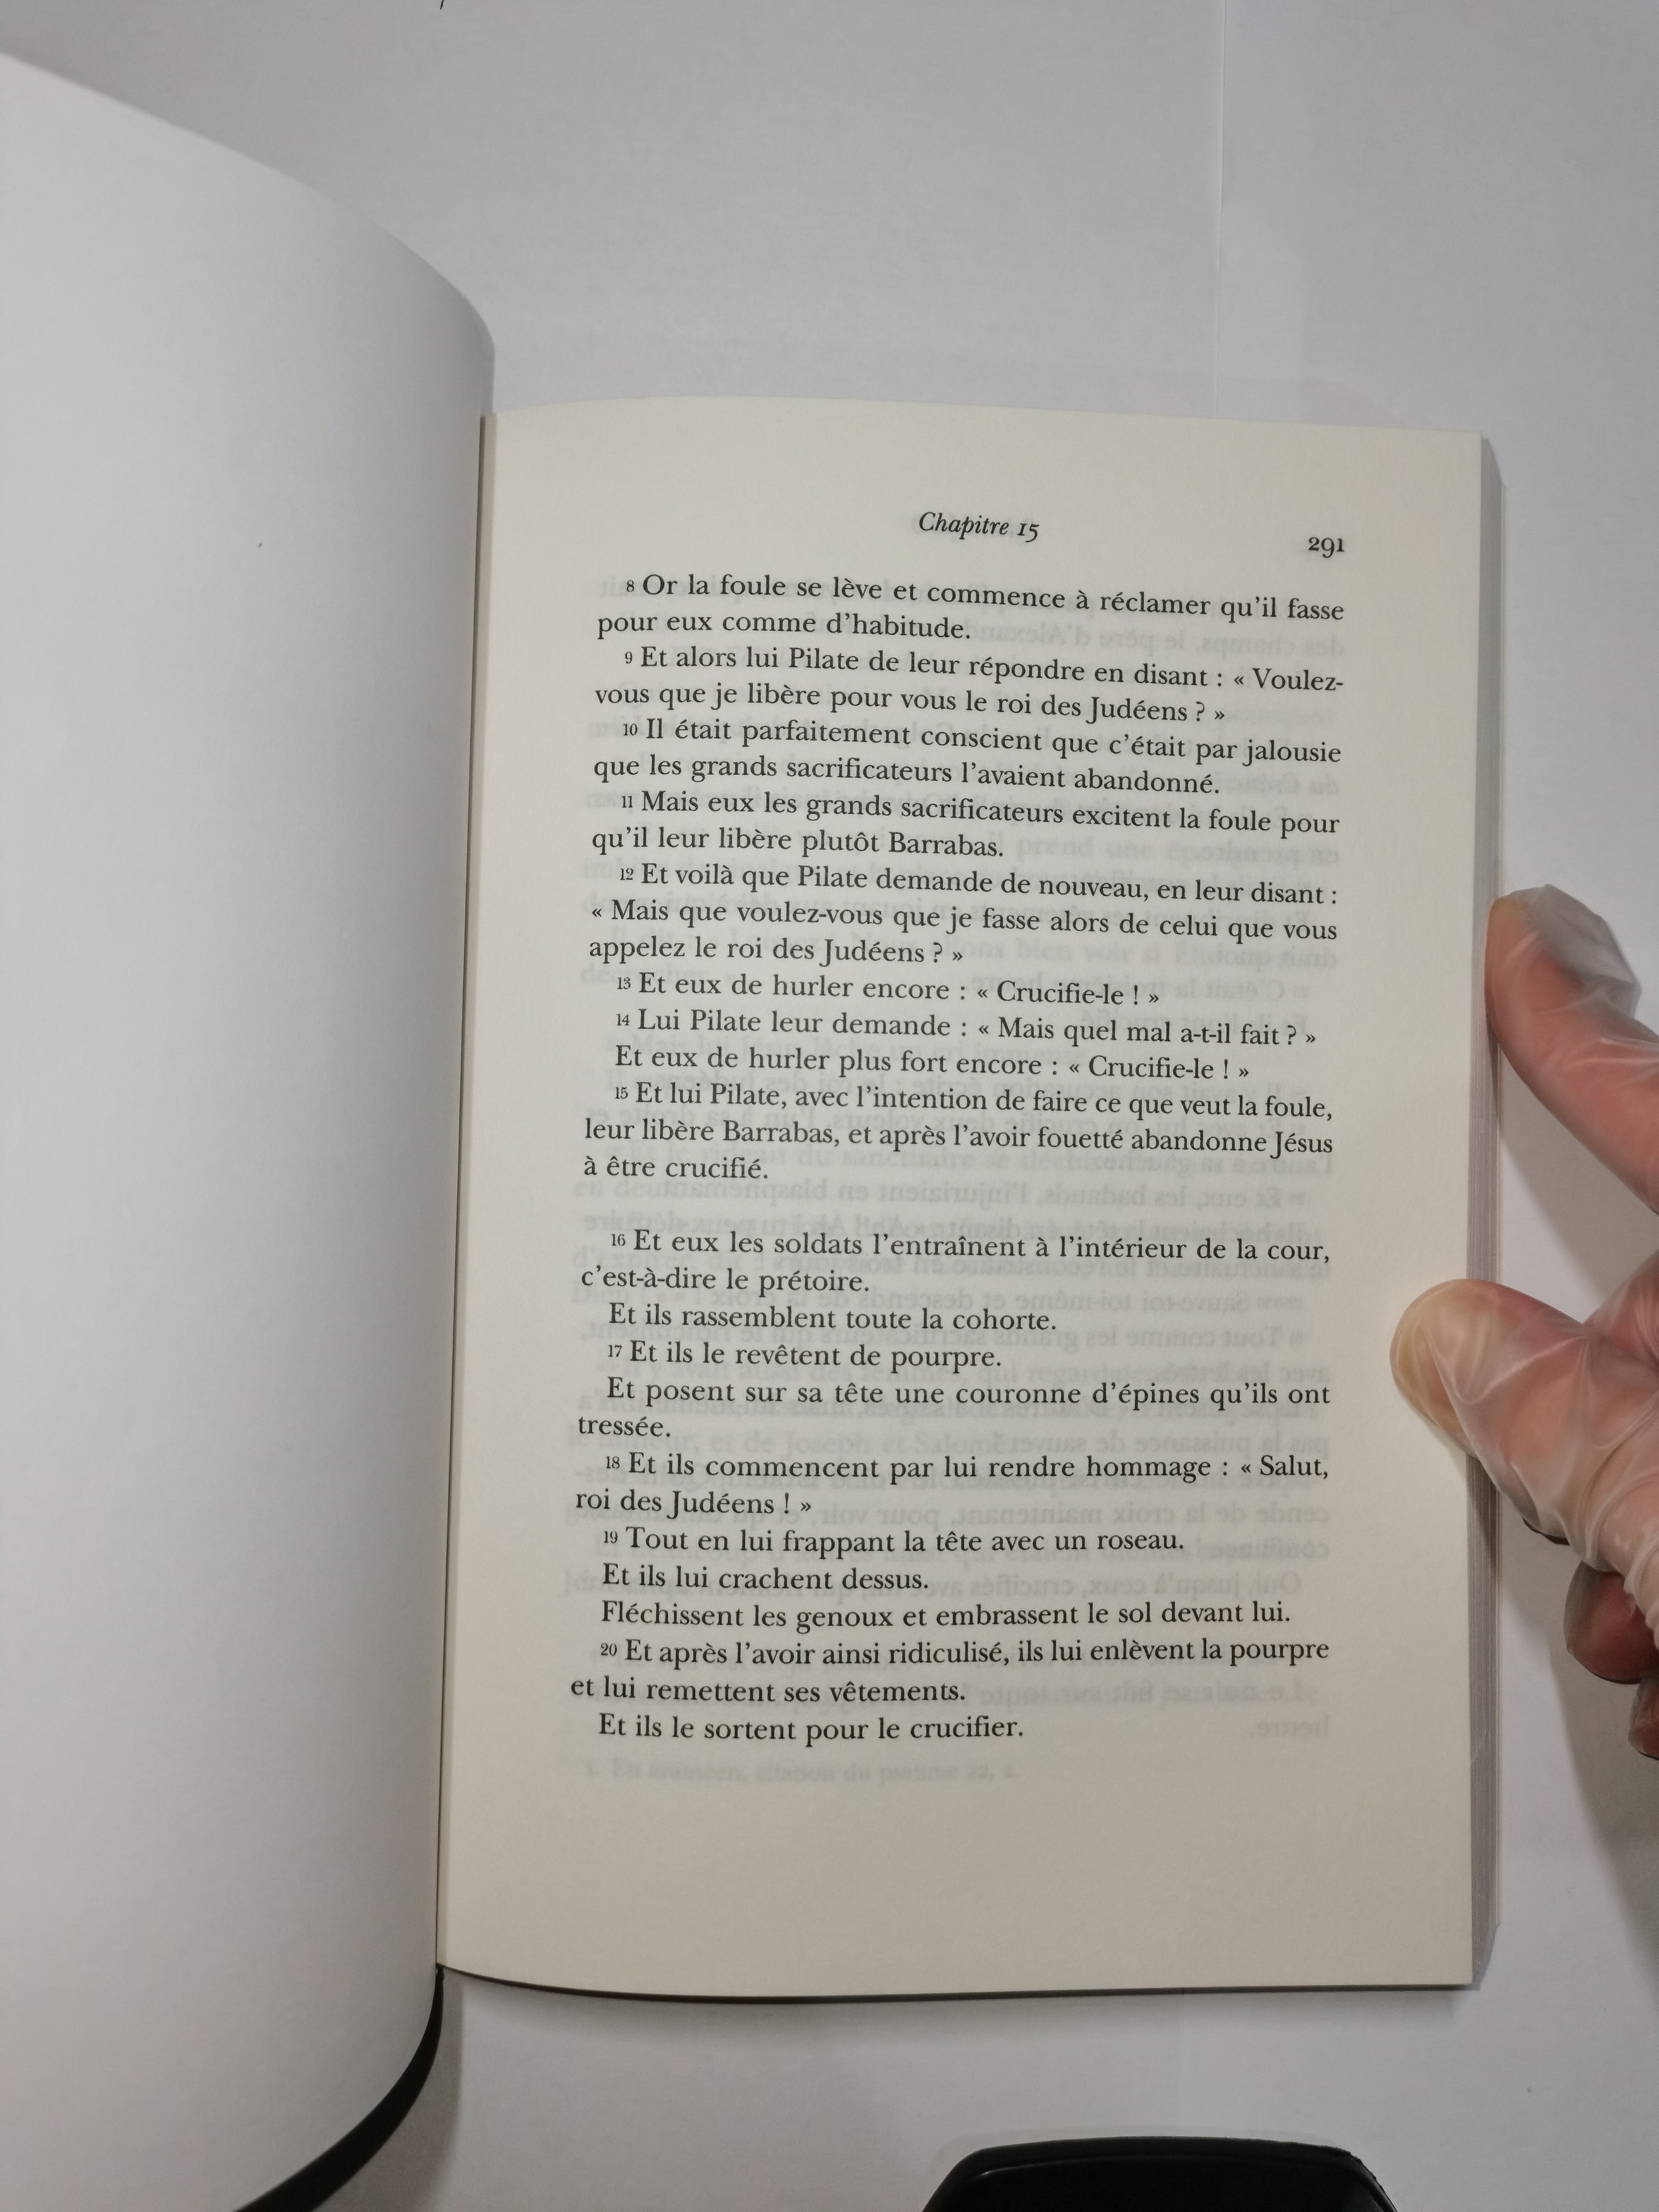 Chapitre 15
291
8 Or la foule se lève et commence à réclamer qu'il fasse
pour eux comme d'habitude.
9 Et alors lui Pilate de leur répondre en disant : « Voulez-
vous que je libère pour vous le roi des Judéens ? »
10 Il était parfaitement conscient que c'était par jalousie
que les grands sacrificateurs l'avaient abandonné.
11 Mais eux les grands sacrificateurs excitent la foule pour
qu'il leur libère plutôt Barrabas.
12 Et voilà que Pilate demande de nouveau, en leur disant :
« Mais que voulez-vous que je fasse alors de celui que vous
appelez le roi des Judéens ? »
13 Et eux de hurler encore : « Crucifie-le ! »
14 Lui Pilate leur demande : « Mais quel mal a-t-il fait ? »
Et eux de hurler plus fort encore : « Crucifie-le ! »
15 Et lui Pilate, avec l'intention de faire ce que veut la foule,
leur libère Barrabas, et après l'avoir fouetté abandonne Jésus
à être crucifié.
16 Et eux les soldats l'entraînent à l'intérieur de la cour,
c'est-à-dire le prétoire.
Et ils rassemblent toute la cohorte.
17 Et ils le revêtent de pourpre.
Et posent sur sa tête une couronne d'épines qu'ils ont
tressée.
18 Et ils commencent par lui rendre hommage : « Salut,
roi des Judéens ! »
19 Tout en lui frappant la tête avec un roseau.
Et ils lui crachent dessus.
Fléchissent les genoux et embrassent le sol devant lui.
20 Et après l'avoir ainsi ridiculisé, ils lui enlèvent la pourpre
et lui remettent ses vêtements.
Et ils le sortent pour le crucifier.